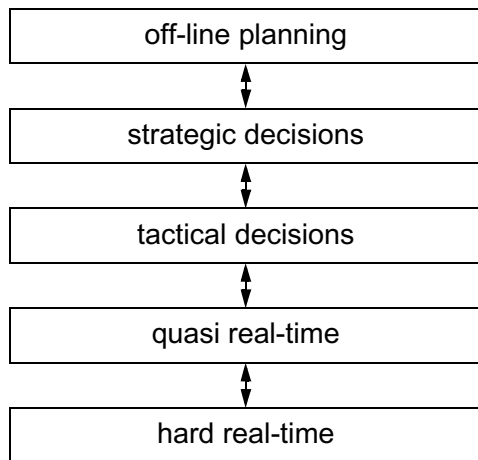 off-line planning
strategic decisions
tactical decisions
quasi real-time
hard real-time